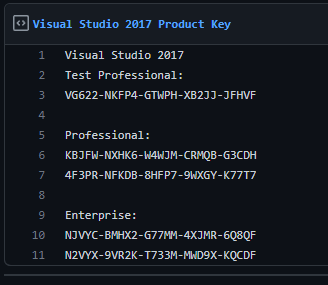 Visual Studio 2017 Product Key
1 Visual Studio 2017
2 Test Professional:
3 VG622-NKFP4-GTWPH-XB2JJ-JFHVF
4
5 Professional:
6 KBJFW-NXHK6-W4WJM-CRMQB-G3CDH
7 4F3PR-NFKDB-8HFP7-9WXGY-K77T7
8
9 Enterprise:
10 NJVYC-BMHX2-G77MM-4XJMR-6Q8QF
11 N2VYX-9VR2K-T733M-MWD9X-KQCDF